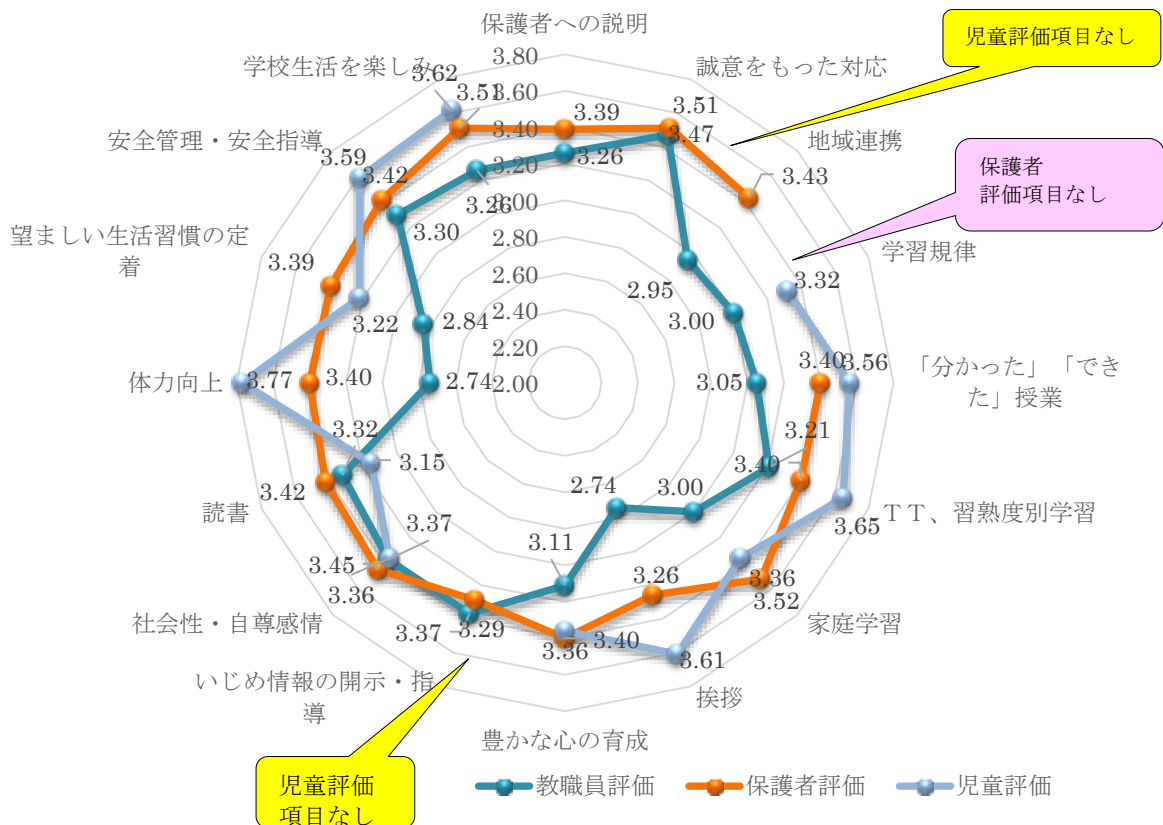 保護者への説明
誠意をもった対応
地域連携
学習規律
「分かった」「でき
た」授業
ＴＴ、習熟度別学習
家庭学習
挨拶
豊かな心の育成
いじめ情報の開示・指
導
社会性・自尊感情
読書
体力向上
望ましい生活習慣の定
着
安全管理・安全指導
学校生活を楽しみ
3.80
3.60
3.40
3.20
3.00
2.80
2.60
2.40
2.20
2.00
3.39
3.26
3.51
3.47
3.43
2.95
3.32
3.00
3.56
3.40
3.05
3.21
3.40
3.65
3.00
3.36
3.52
2.74
3.26
3.61
3.11
3.40
3.36
3.29
3.37
3.37
3.45
3.36
3.32
3.15
3.42
3.77
3.40
2.74
3.39
3.22
2.84
3.59
3.42
3.30
3.62
3.51
3.26
児童評価項目なし
保護者
評価項目なし
児童評価
項目なし
教職員評価
保護者評価
児童評価